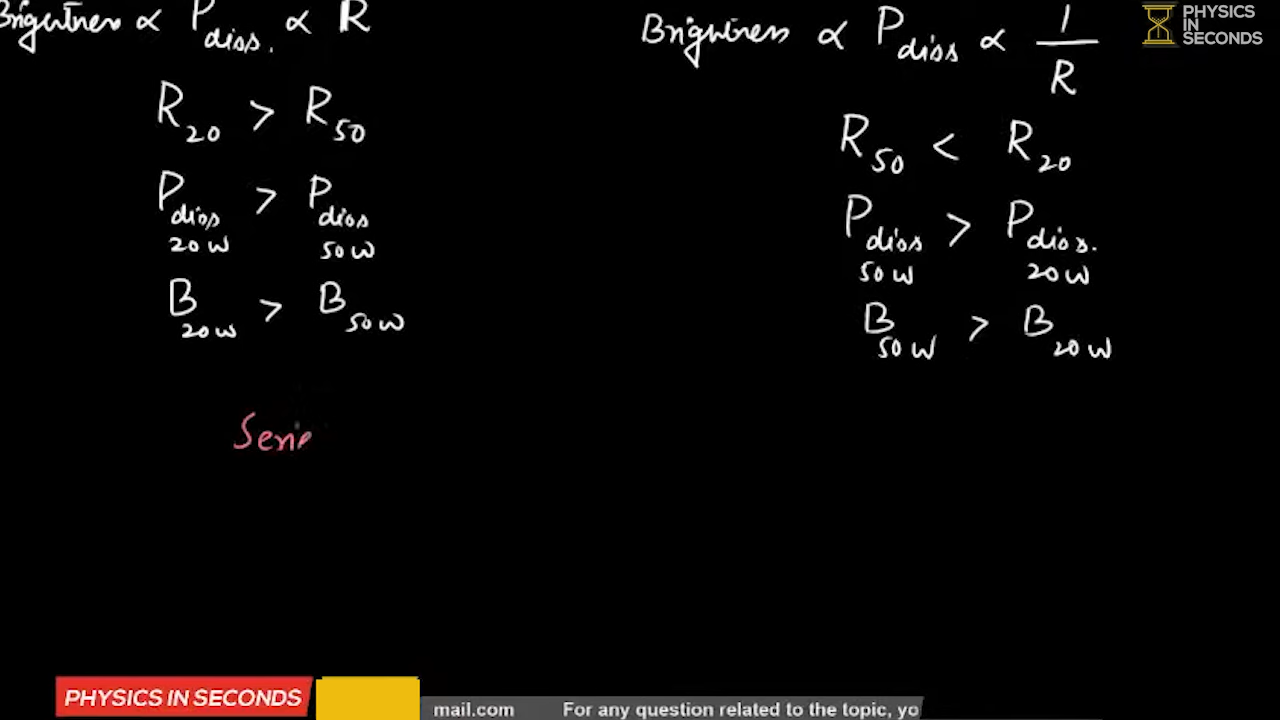 Brightness ∝ P diss. ∝ R
R 20 > R 50
P diss 20 W > P diss 50 W
B 20 W > B 50 W
Serie
Brightness ∝ P diss ∝ 1/R
R 50 < R 20
P diss 50 W > P diss. 20 W
B 50 W > B 20 W
PHYSICS
IN
SECONDS
PHYSICS IN SECONDS
mail.com For any question related to the topic, yo